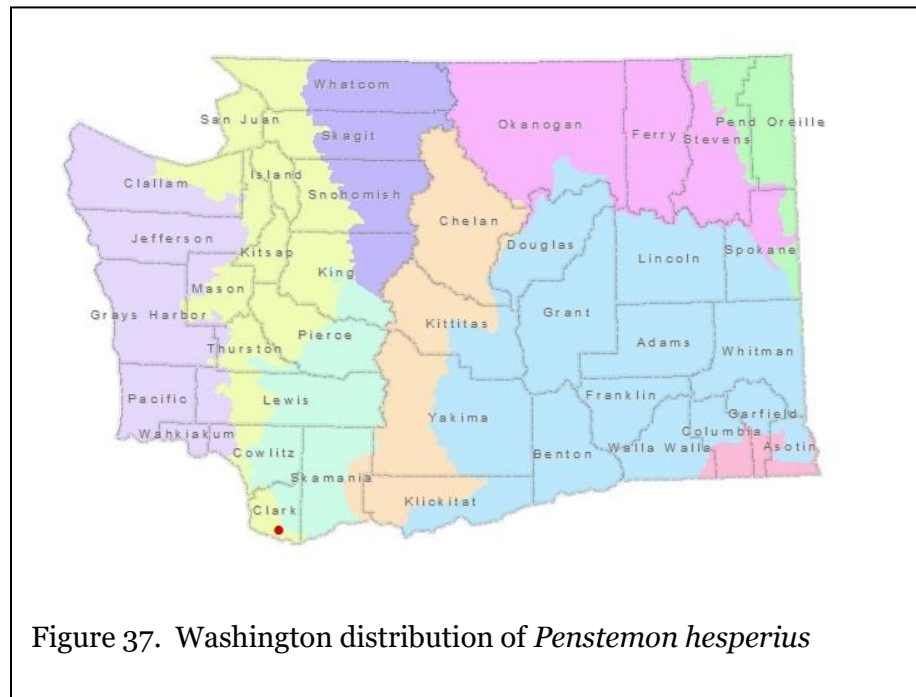 Whatcom
San Juan
Okanogan
Pend Oreille
Skagit
Ferry
Stevens
Island
Clallam
Snohomish
Chelan
Jefferson
Douglas
Kitsap
Spokane
Lincoln
King
Mason
Grays Harbor
Grant
Kittitas
Pierce
Adams
Thurston
Whitman
Franklin
Pacific
Lewis
Garfield
Yakima
Columbia
Wahkiakum
Asotin
Walla Walla
Cowlitz
Benton
Skamania
Klickitat
Clark
Figure 37. Washington distribution of Penstemon hesperius